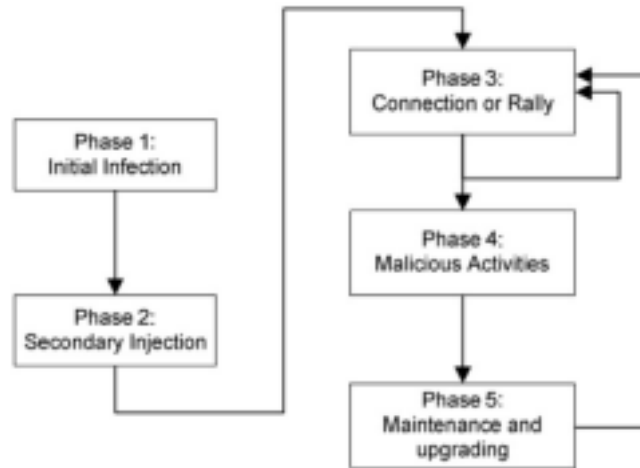 Phase 1:
Initial Infection
Phase 2:
Secondary Injection
Phase 3:
Connection or Rally
Phase 4:
Malicious Activities
Phase 5:
Maintenance and
upgrading